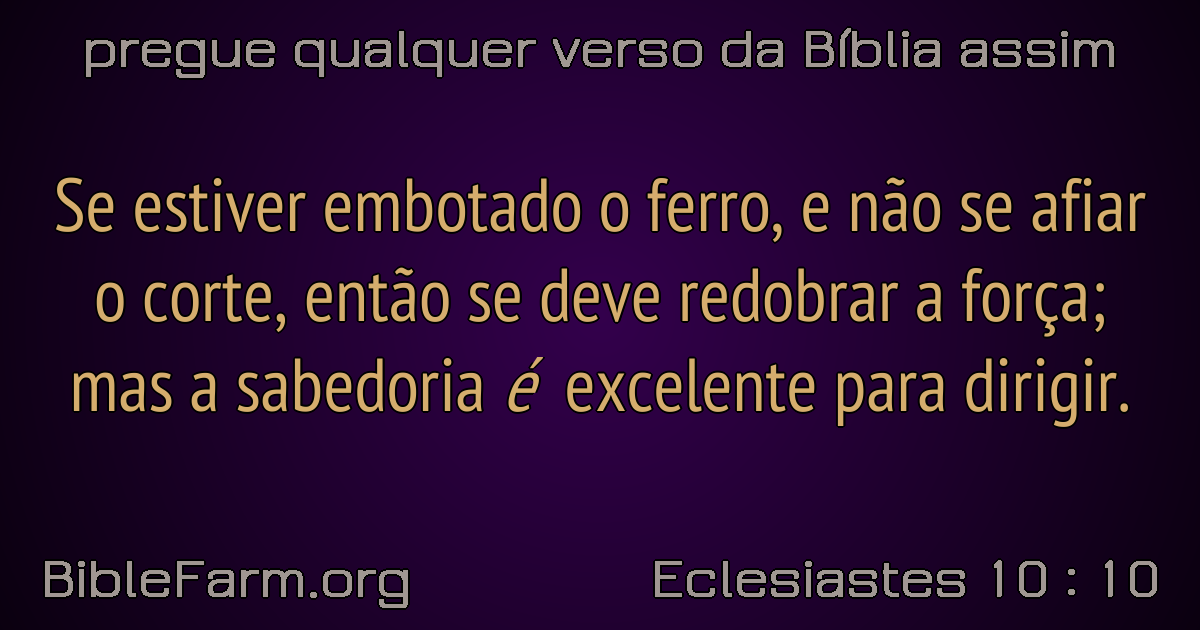 pregue qualquer verso da Bíblia assim
Se estiver embotado o ferro, e não se afiar
o corte, então se deve redobrar a força;
mas a sabedoria é excelente para dirigir.
BibleFarm.org
Eclesiastes 10 : 10